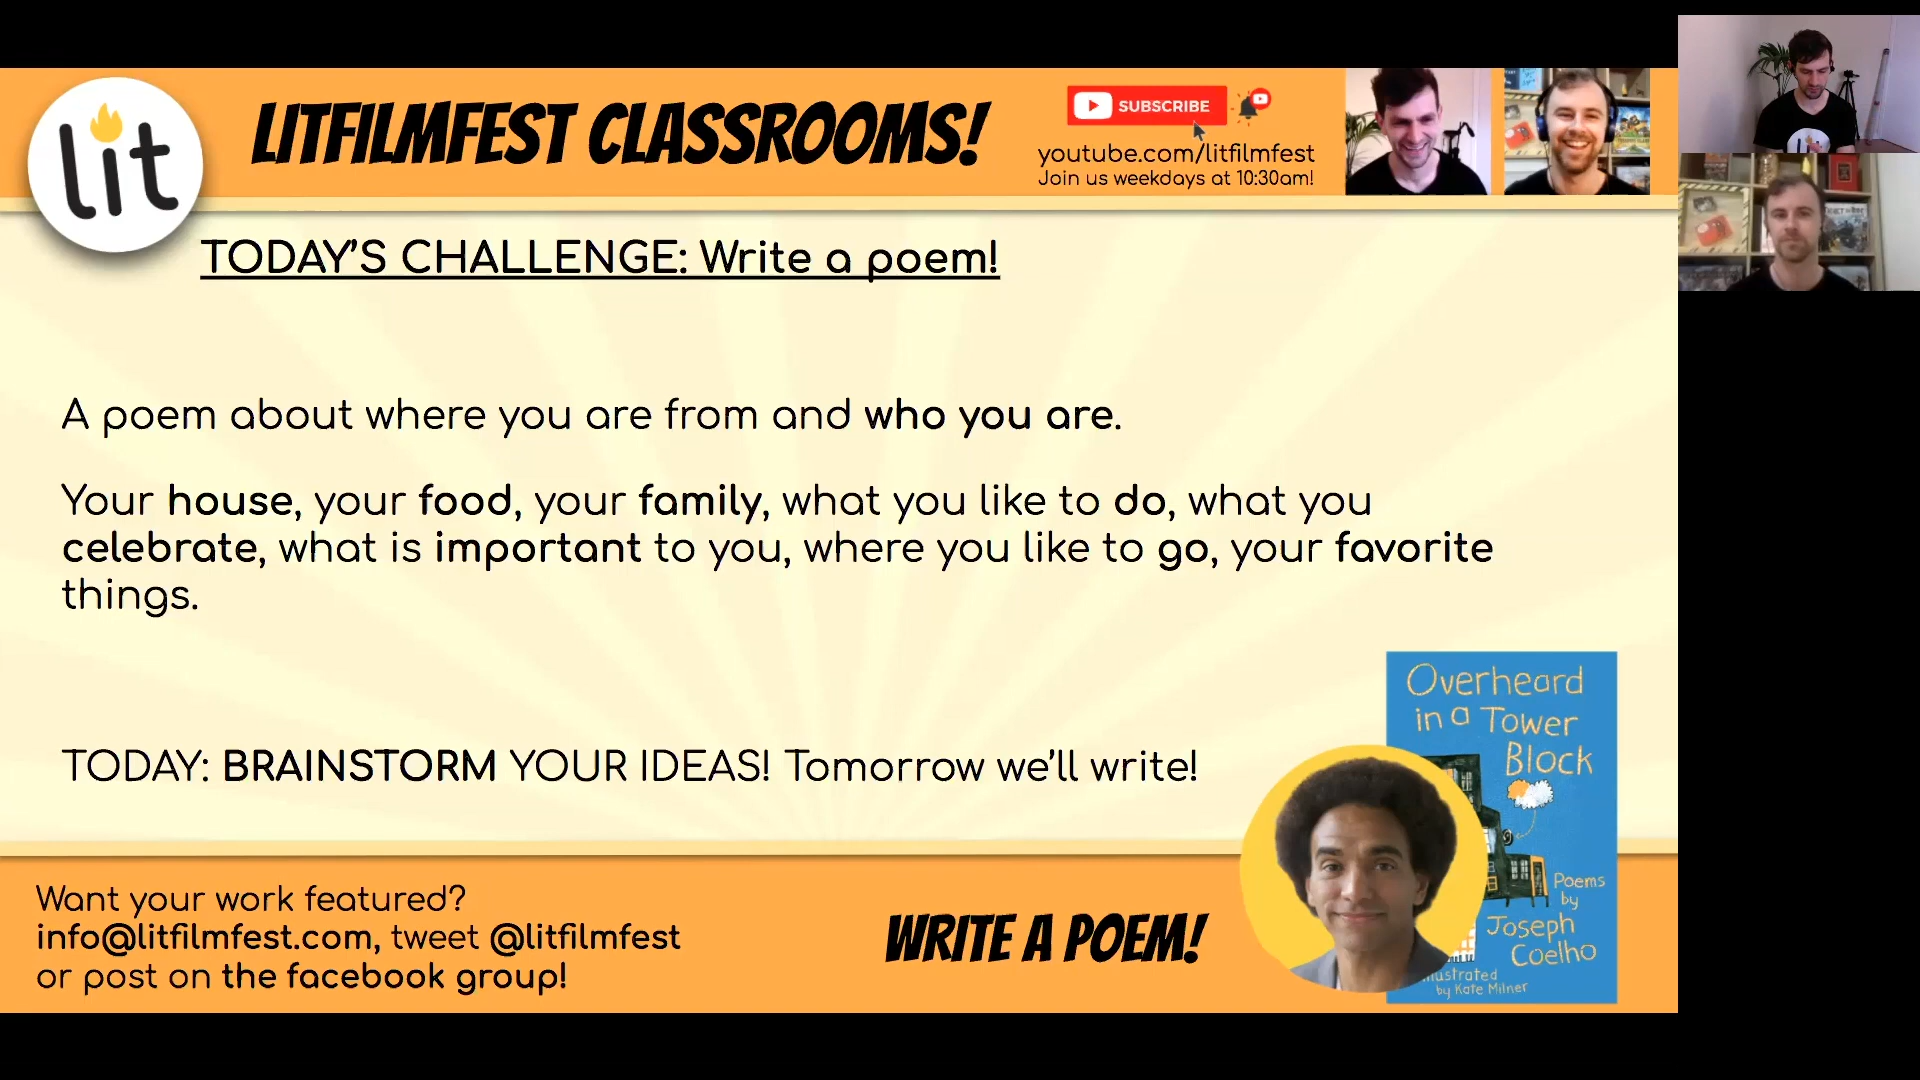 lit
LITFILMFEST CLASSROOMS!
SUBSCRIBE
youtube.com/litfilmfest
Join us weekdays at 10:30am!
TODAY'S CHALLENGE: Write a poem!
A poem about where you are from and who you are.
Your house, your food, your family, what you like to do, what you
celebrate, what is important to you, where you like to go, your favorite
things.
TODAY: BRAINSTORM YOUR IDEAS! Tomorrow we'll write!
Overheard
in a Tower
Block
Poems
by
Joseph
Coelho
by Kate Milner
Want your work featured?
info@litfilmfest.com, tweet @litfilmfest
or post on the facebook group!
WRITE A POEM!